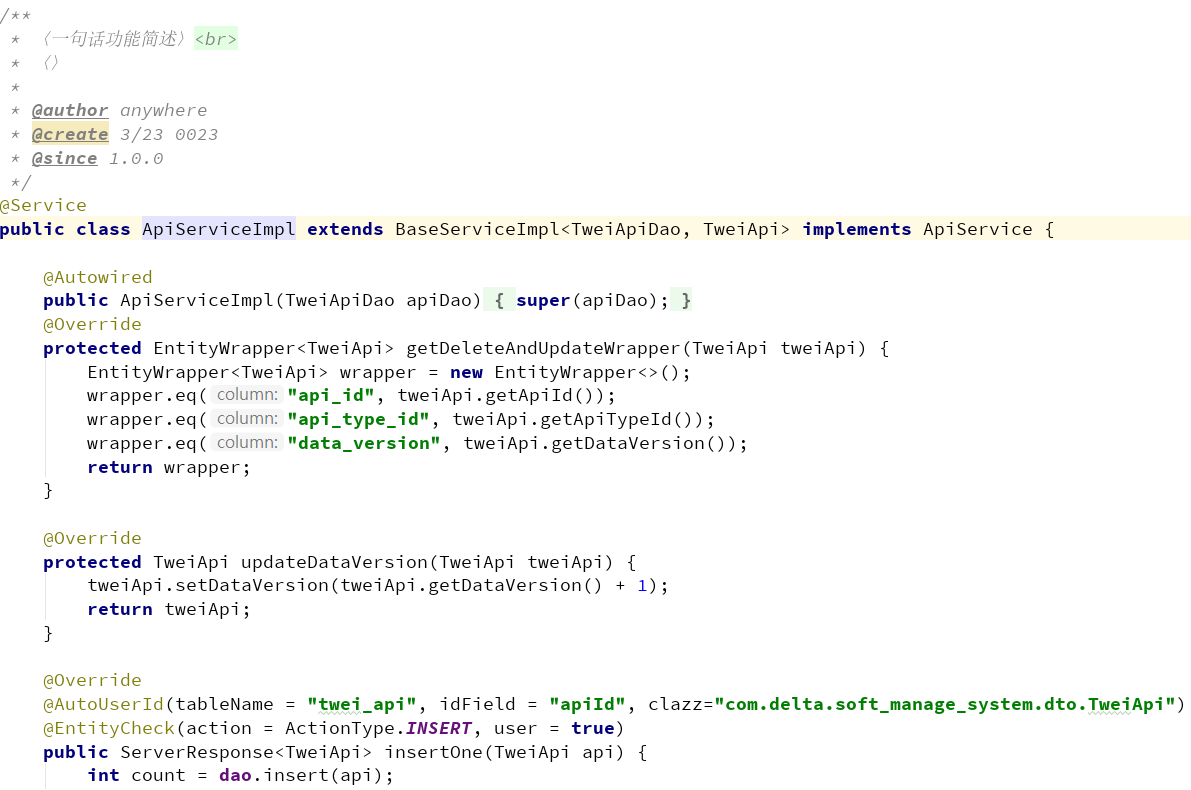 /**
 * 〈一句话功能简述〉<br>
 * 〈〉
 *
 * @author anywhere
 * @create 3/23 0023
 * @since 1.0.0
 */
@Service
public class ApiServiceImpl extends BaseServiceImpl<TweiApiDao, TweiApi> implements ApiService {
    @Autowired
    public ApiServiceImpl(TweiApiDao apiDao) { super(apiDao); }
    @Override
    protected EntityWrapper<TweiApi> getDeleteAndUpdateWrapper(TweiApi tweiApi) {
        EntityWrapper<TweiApi> wrapper = new EntityWrapper<>();
        wrapper.eq( column: "api_id", tweiApi.getApiId());
        wrapper.eq( column: "api_type_id", tweiApi.getApiTypeId());
        wrapper.eq( column: "data_version", tweiApi.getDataVersion());
        return wrapper;
    }
    @Override
    protected TweiApi updateDataVersion(TweiApi tweiApi) {
        tweiApi.setDataVersion(tweiApi.getDataVersion() + 1);
        return tweiApi;
    }
    @Override
    @AutoUserId(tableName = "twei_api", idField = "apiId", clazz="com.delta.soft_manage_system.dto.TweiApi")
    @EntityCheck(action = ActionType.INSERT, user = true)
    public ServerResponse<TweiApi> insertOne(TweiApi api) {
        int count = dao.insert(api);